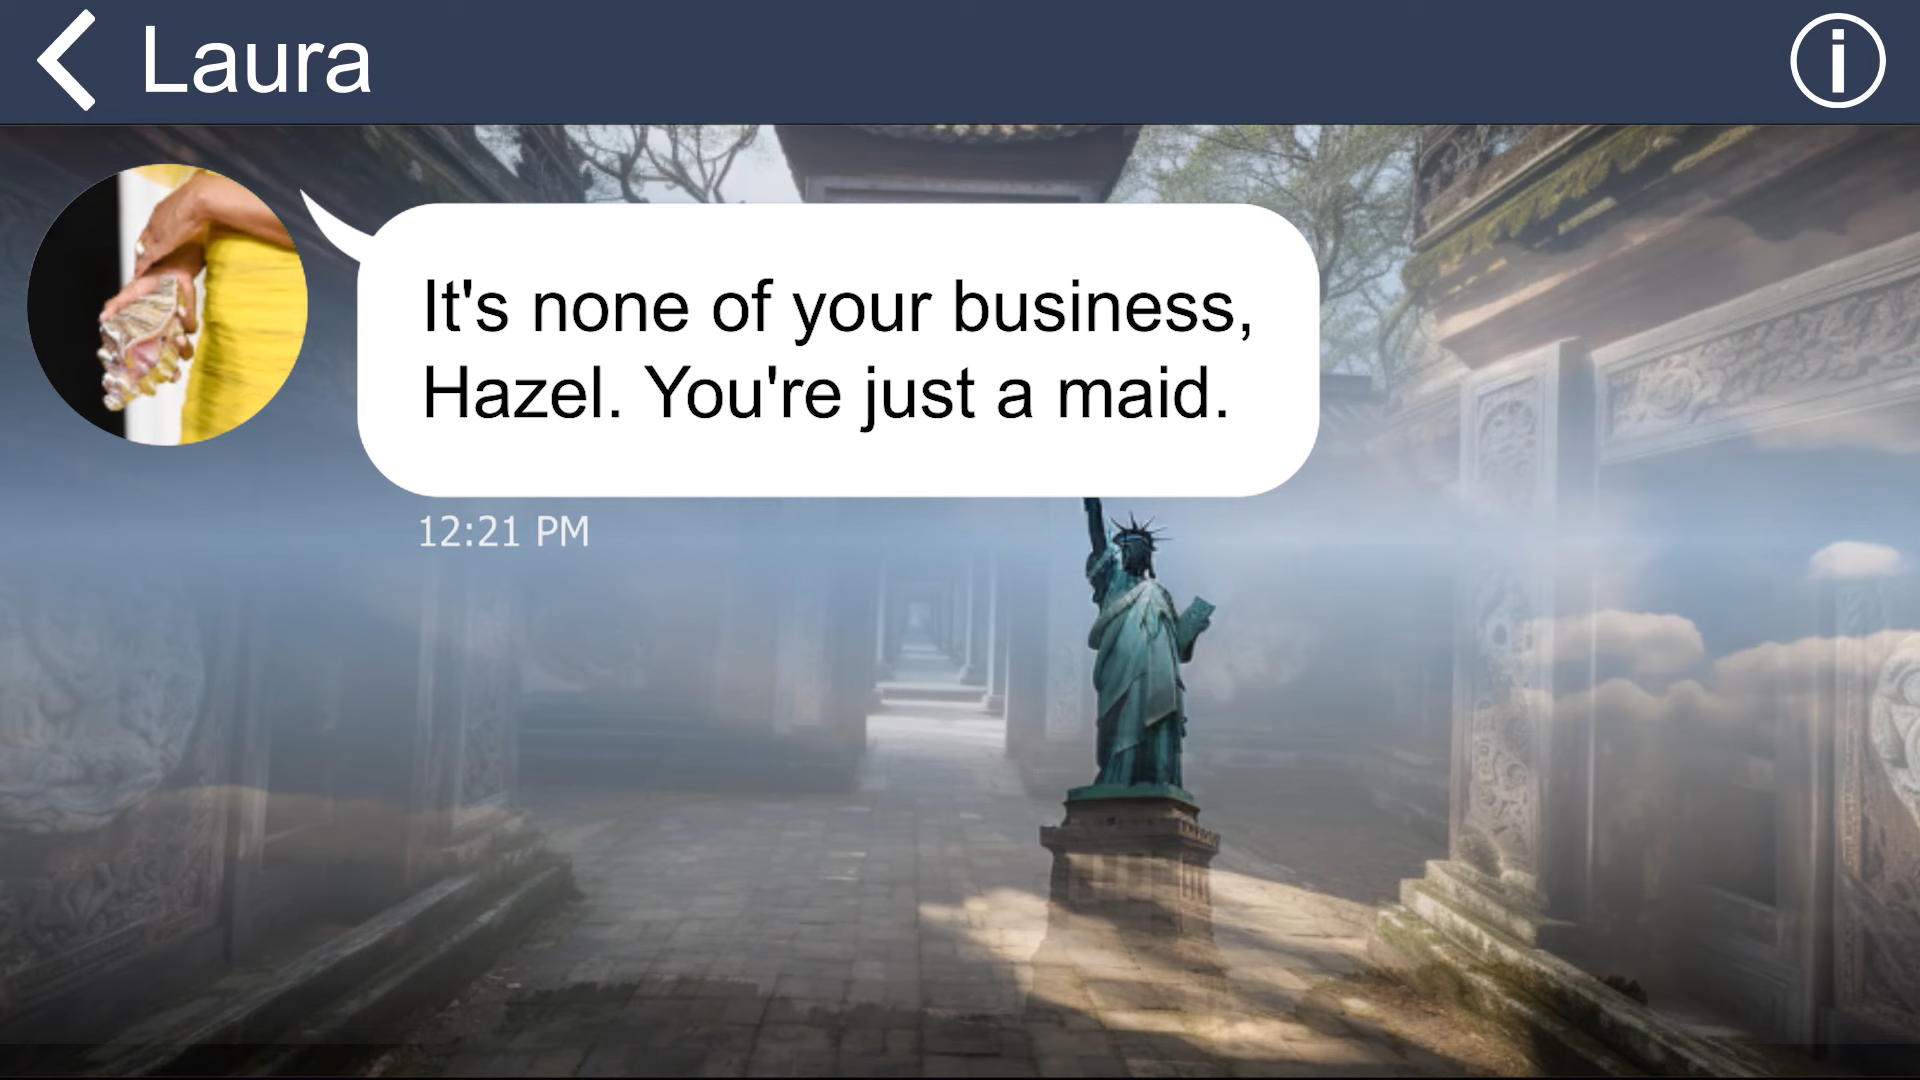 Laura
It's none of your business,
Hazel. You're just a maid.
12:21 PM